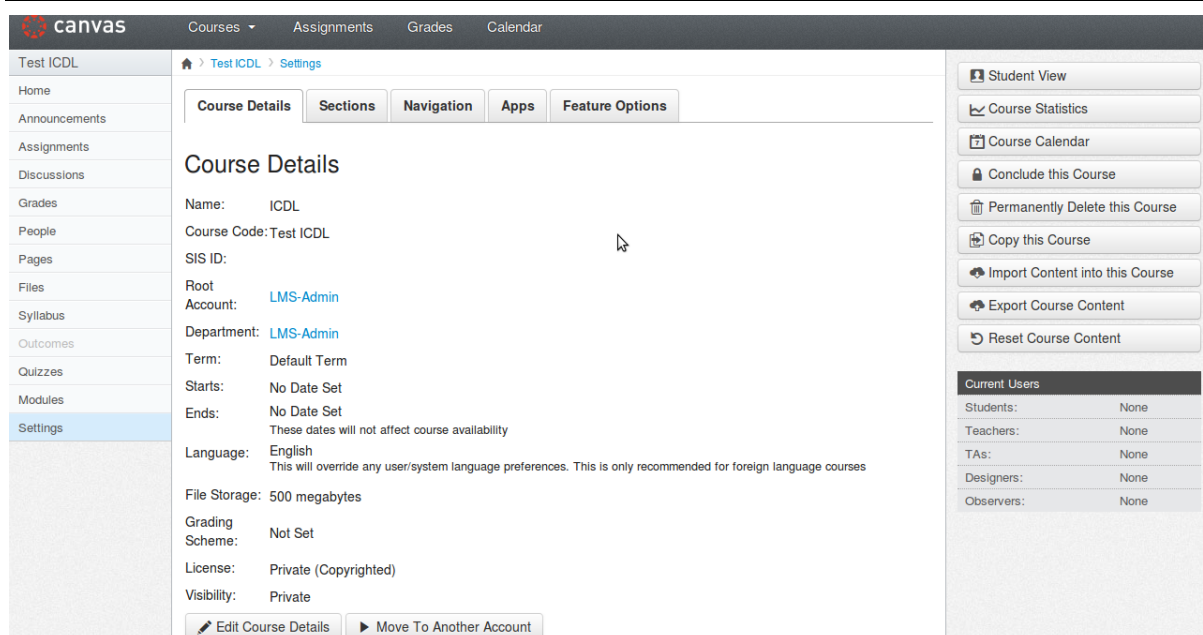 canvas
Courses Assignments Grades Calendar
Test ICDL
Home
Announcements
Assignments
Discussions
Grades
People
Pages
Files
Syllabus
Outcomes
Quizzes
Modules
Settings
Test ICDL Settings
Course Details Sections Navigation Apps Feature Options
Course Details
Name: ICDL
Course Code: Test ICDL
SIS ID:
Root
Account: LMS-Admin
Department: LMS-Admin
Term: Default Term
Starts: No Date Set
Ends: No Date Set
These dates will not affect course availability
Language: English
This will override any user/system language preferences. This is only recommended for foreign language courses
File Storage: 500 megabytes
Grading
Scheme: Not Set
License: Private (Copyrighted)
Visibility: Private
Edit Course Details Move To Another Account
Student View
Course Statistics
7 Course Calendar
Conclude this Course
Permanently Delete this Course
Copy this Course
Import Content into this Course
Export Course Content
Reset Course Content
Current Users
Students: None
Teachers: None
TAs: None
Designers: None
Observers: None